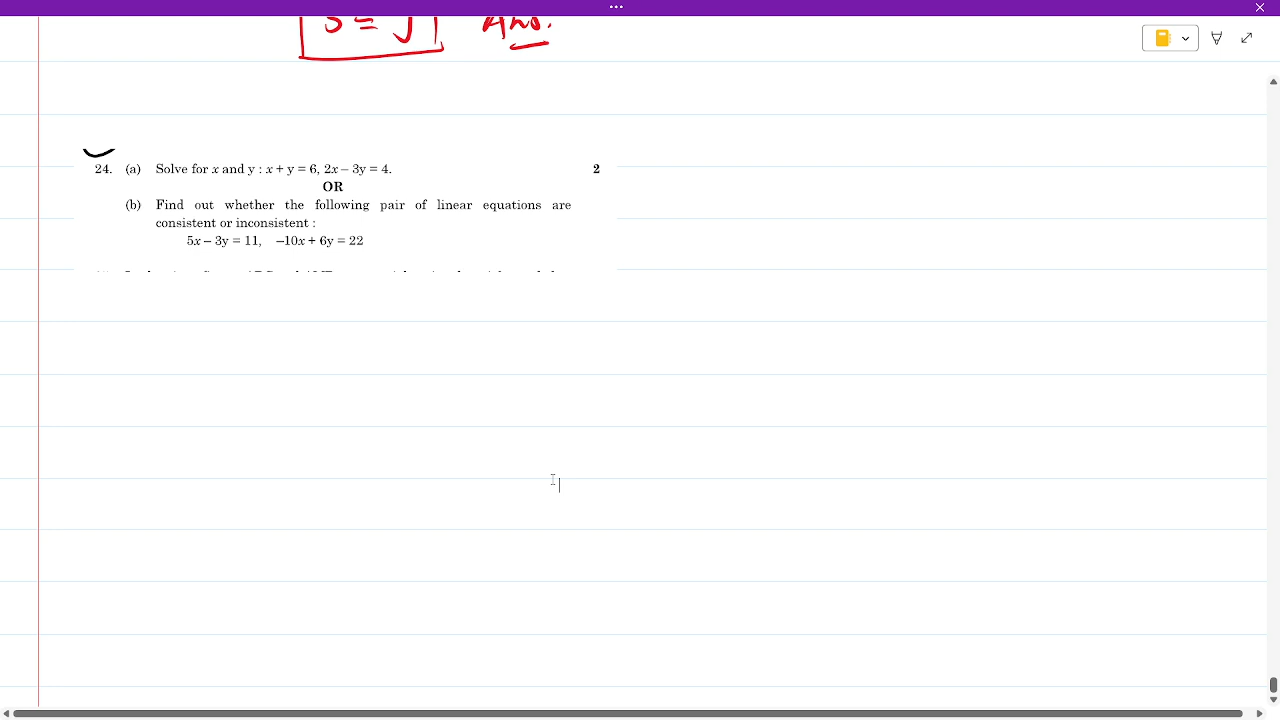 Ans.
24. (a) Solve for x and y : x + y = 6, 2x – 3y = 4. 2
OR
(b) Find out whether the following pair of linear equations are
consistent or inconsistent :
5x – 3y = 11, –10x + 6y = 22